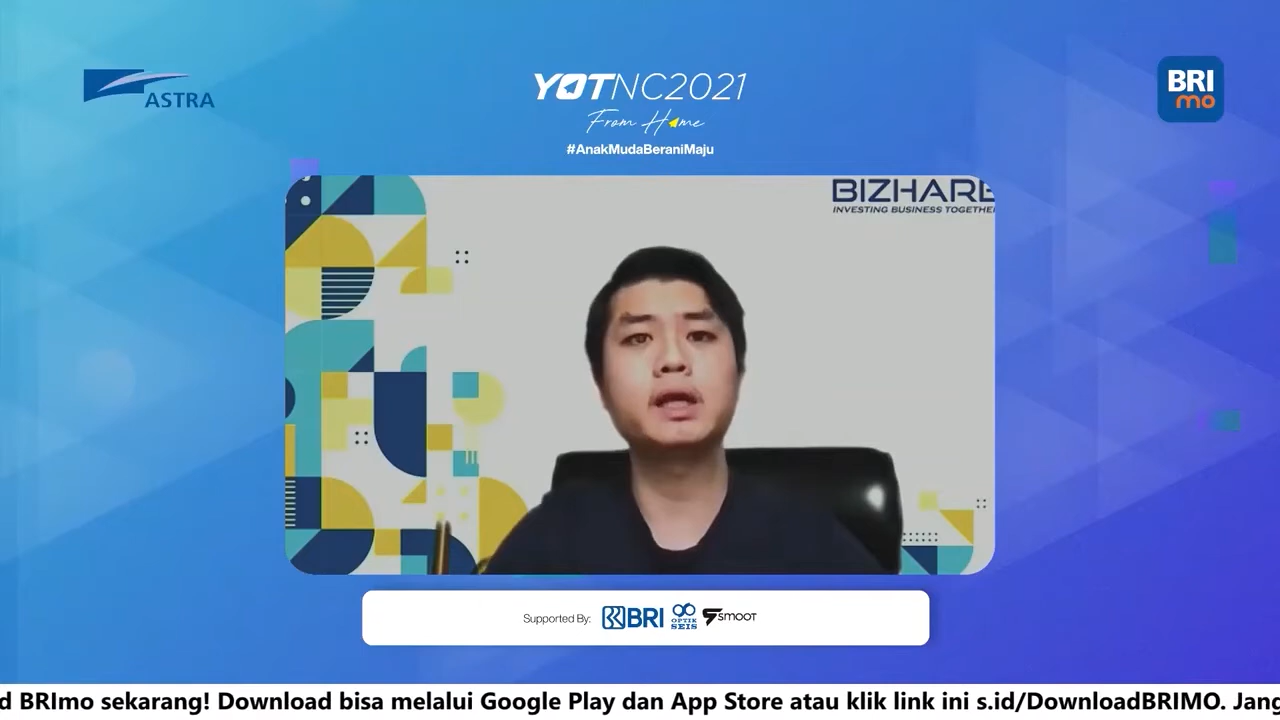 ASTRA
YOTNC2021
From Home
#AnakMudaBeraniMaju
BRI
mo
BIZHARE
INVESTING BUSINESS TOGETHER
Supported By:
BRI
OPTIK
SEIS
SMOOT
d BRImo sekarang! Download bisa melalui Google Play dan App Store atau klik link ini s.id/DownloadBRIMO. Jang